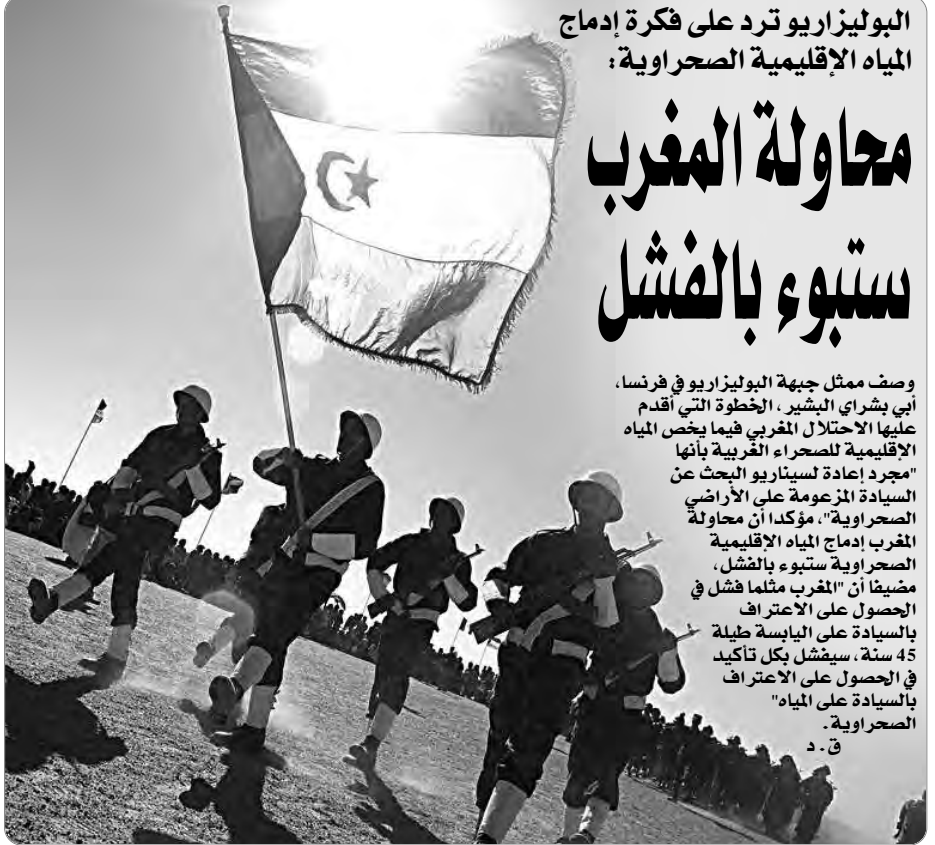 البوليزاريو ترد على فكرة إدماج
المياه الإقليمية الصحراوية:
محاولة المغرب
ستبوء بالفشل
وصف ممثل جبهة البوليزاريو في فرنسا،
أبي بشراي البشير، الخطوة التي أقدم
عليها الاحتلال المغربي فيما يخص المياه
الإقليمية للصحراء الغربية بأنها
"مجرد إعادة لسيناريو البحث عن
السيادة المزعومة على الأراضي
الصحراوية"، مؤكدا أن محاولة
المغرب إدماج المياه الإقليمية
الصحراوية ستبوء بالفشل،
مضيفا أن "المغرب مثلما فشل في
الحصول على الاعتراف
بالسيادة على اليابسة طيلة
45 سنة، سيفشل بكل تأكيد
في الحصول على الاعتراف
بالسيادة على المياه"
الصحراوية.
ق. د